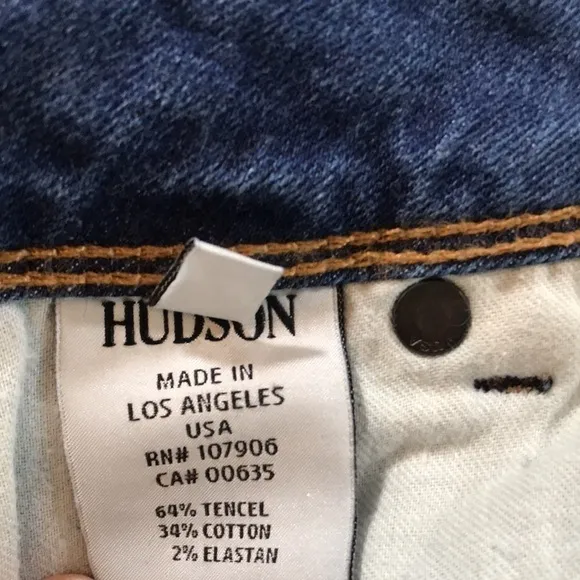 HUDSON
MADE IN
LOS ANGELES
USA
RN# 107906
CA# 00635
64% TENCEL
34% COTTON
2% ELASTAN